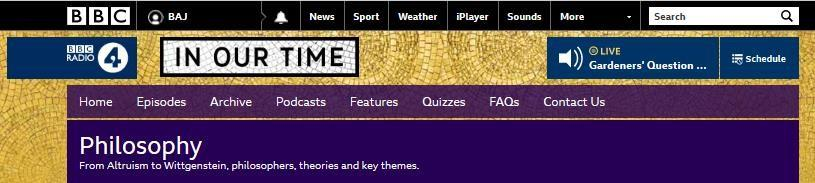 BBC BAJ News Sport Weather iPlayer Sounds More Search
BBC RADIO 4
IN OUR TIME
LIVE
Gardeners' Question ...
Schedule
Home Episodes Archive Podcasts Features Quizzes FAQs Contact Us
Philosophy
From Altruism to Wittgenstein, philosophers, theories and key themes.